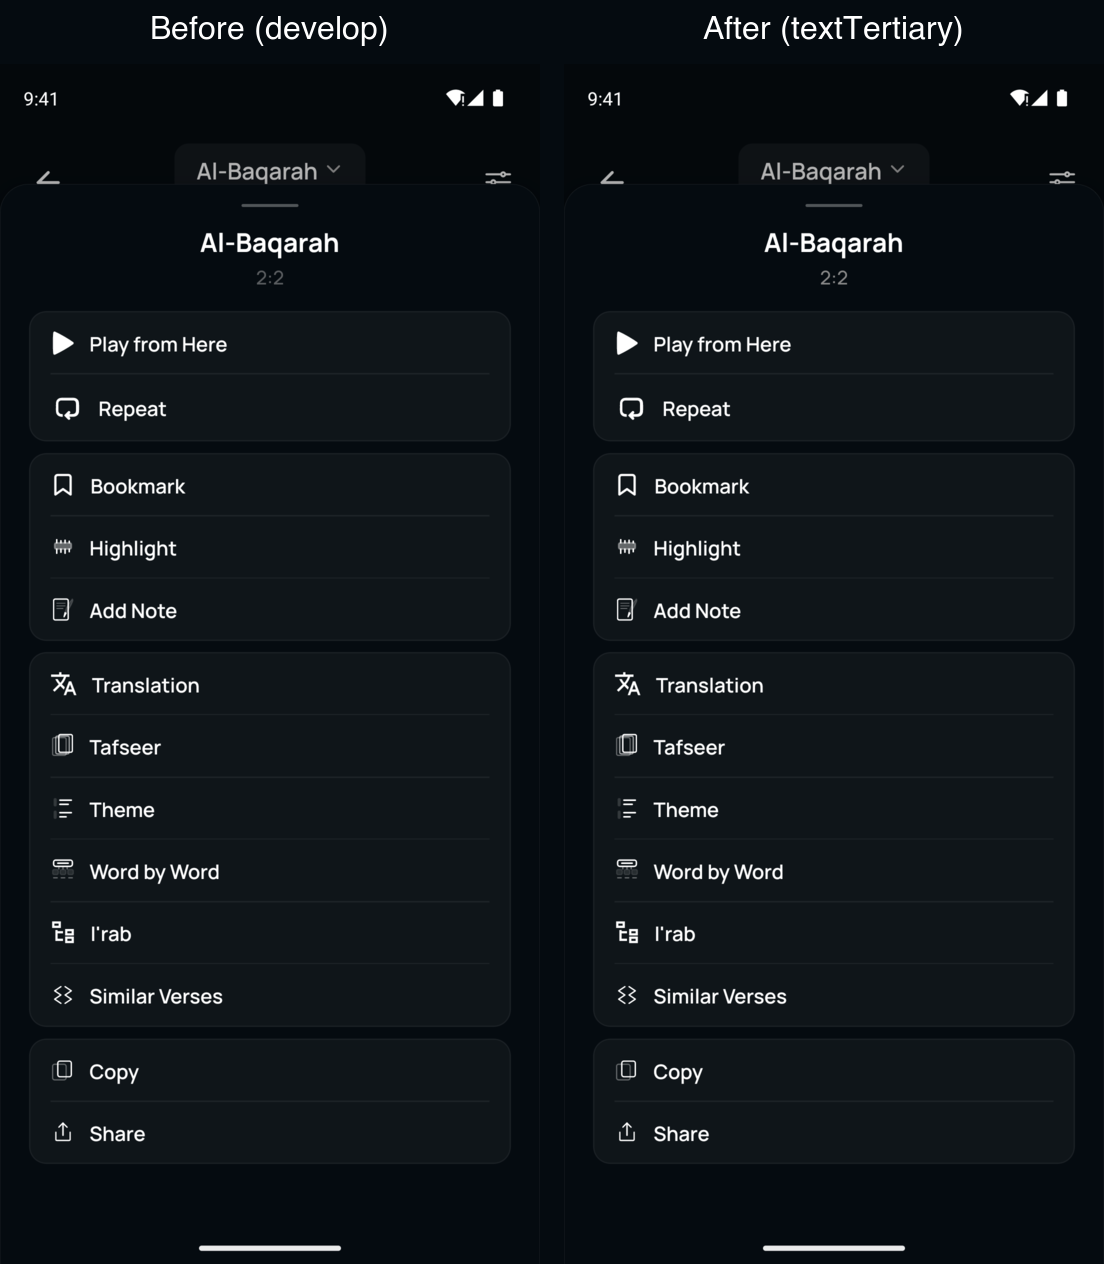 Before (develop)
9:41
Al-Baqarah
Al-Baqarah
2:2
Play from Here
Repeat
Bookmark
Highlight
Add Note
Translation
Tafseer
Theme
Word by Word
I'rab
Similar Verses
Copy
Share
After (textTertiary)
9:41
Al-Baqarah
Al-Baqarah
2:2
Play from Here
Repeat
Bookmark
Highlight
Add Note
Translation
Tafseer
Theme
Word by Word
I'rab
Similar Verses
Copy
Share